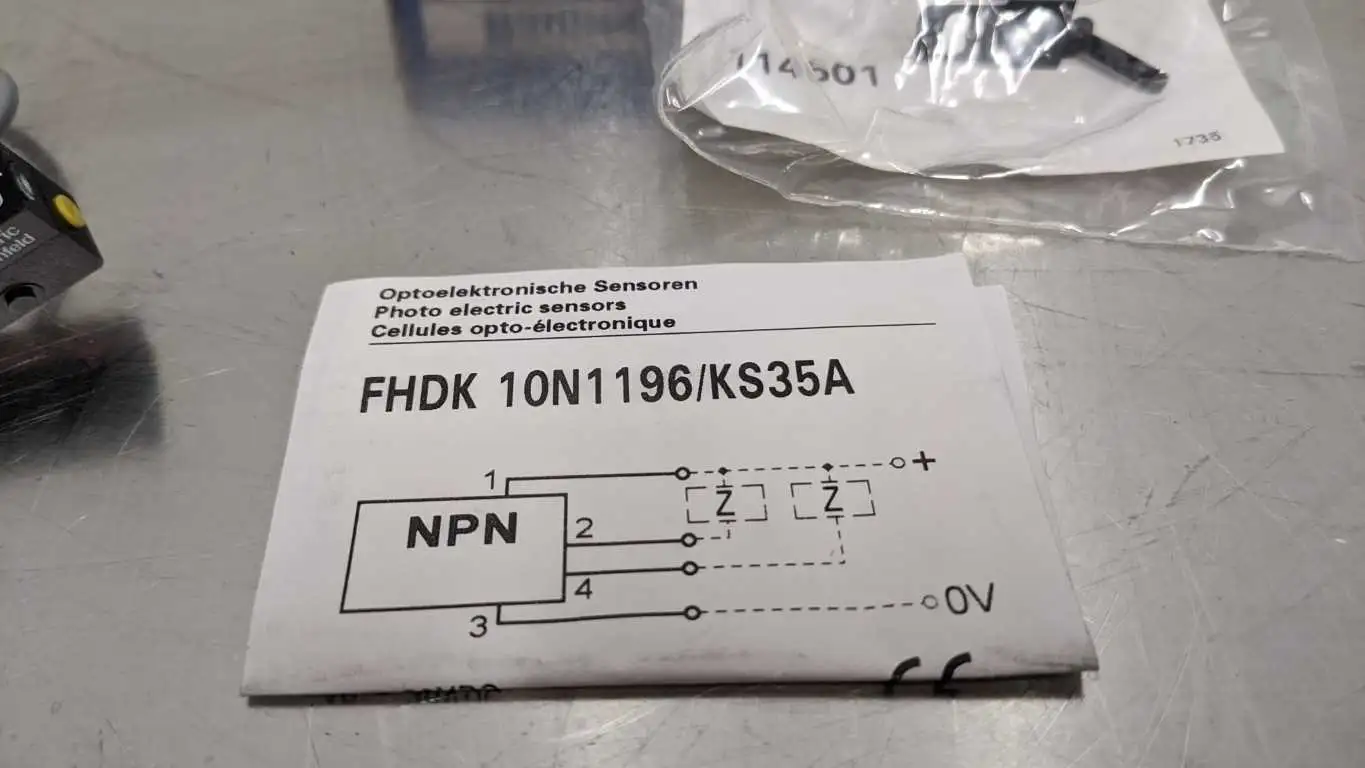 114501
1735
Optoelektronische Sensoren
Photo electric sensors
Cellules opto-électronique
FHDK 10N1196/KS35A
1
+
Z Z
NPN
2
4
3
0V
CE